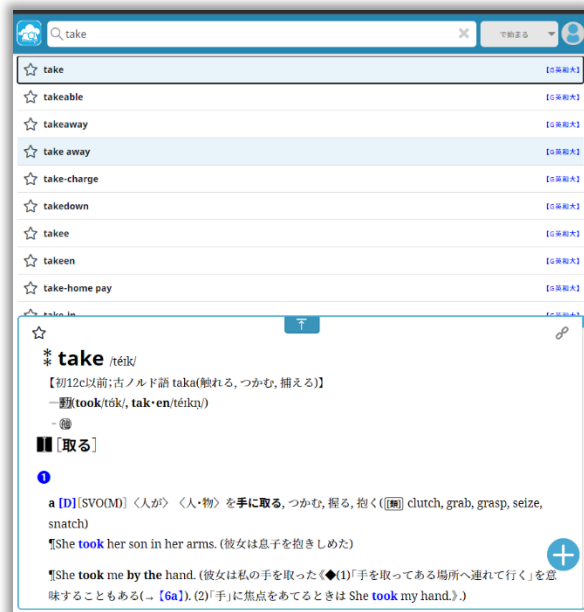 take
で始まる
take 【G英和大】
takeable 【G英和大】
takeaway 【G英和大】
take away 【G英和大】
take-charge 【G英和大】
takedown 【G英和大】
takee 【G英和大】
takeen 【G英和大】
take-home pay 【G英和大】
take-in 【G英和大】
⁑take /téɪk/
【初12c以前;古ノルド語 taka(触れる, つかむ, 捕える)】
―動(took/tʊ́k/, tak・en/téɪkn̩/)
- 他
[取る]
❶
a [D][SVO(M)]〈人が〉〈人・物〉を手に取る, つかむ, 握る, 抱く([類] clutch, grab, grasp, seize,
snatch)
¶She took her son in her arms. (彼女は息子を抱きしめた)
¶She took me by the hand. (彼女は私の手を取った《◆(1)「手を取ってある場所へ連れて行く」を意
味することもある(→【6a】). (2)「手」に焦点をあてるときは She took my hand.》.)